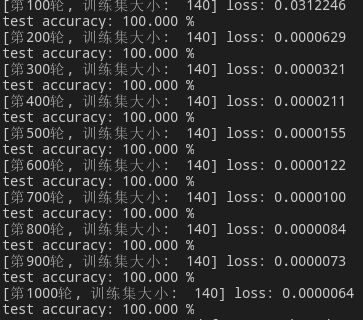 [第100轮, 训练集大小:  140] loss: 0.0312246
test accuracy: 100.000 %
[第200轮, 训练集大小:  140] loss: 0.0000629
test accuracy: 100.000 %
[第300轮, 训练集大小:  140] loss: 0.0000321
test accuracy: 100.000 %
[第400轮, 训练集大小:  140] loss: 0.0000211
test accuracy: 100.000 %
[第500轮, 训练集大小:  140] loss: 0.0000155
test accuracy: 100.000 %
[第600轮, 训练集大小:  140] loss: 0.0000122
test accuracy: 100.000 %
[第700轮, 训练集大小:  140] loss: 0.0000100
test accuracy: 100.000 %
[第800轮, 训练集大小:  140] loss: 0.0000084
test accuracy: 100.000 %
[第900轮, 训练集大小:  140] loss: 0.0000073
test accuracy: 100.000 %
[第1000轮, 训练集大小:  140] loss: 0.0000064
test accuracy: 100.000 %